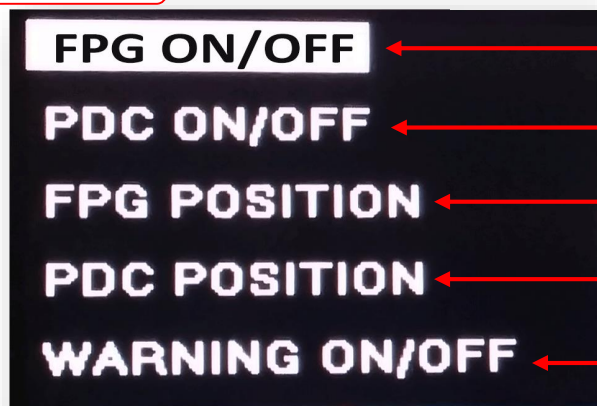 FPG ON/OFF
PDC ON/OFF
FPG POSITION
PDC POSITION
WARNING ON/OFF